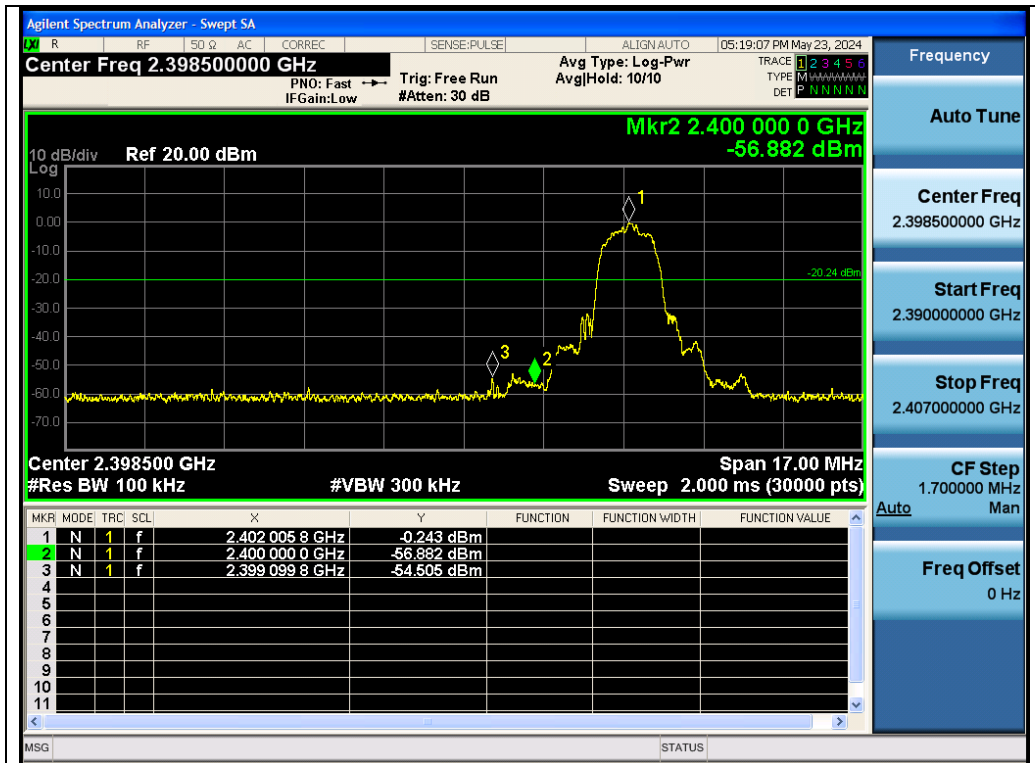 Agilent Spectrum Analyzer - Swept SA
LXI R RF 50 Ω AC CORREC SENSE:PULSE ALIGN AUTO 05:19:07 PM May 23, 2024
Center Freq 2.398500000 GHz
PNO: Fast
IFGain:Low
Trig: Free Run
#Atten: 30 dB
Avg Type: Log-Pwr
Avg|Hold: 10/10
TRACE 1 2 3 4 5 6
TYPE M
DET P N N N N N
Mkr2 2.400 000 0 GHz
-56.882 dBm
10 dB/div Ref 20.00 dBm
Log
10.0
0.00
-10.0
-20.0
-30.0
-40.0
-50.0
-60.0
-70.0
1
-20.24 dBm
3
2
Center 2.398500 GHz Span 17.00 MHz
#Res BW 100 kHz #VBW 300 kHz Sweep 2.000 ms (30000 pts)
MKR MODE TRC SCL X Y FUNCTION FUNCTION WIDTH FUNCTION VALUE
1 N 1 f 2.402 005 8 GHz -0.243 dBm
2 N 1 f 2.400 000 0 GHz -56.882 dBm
3 N 1 f 2.399 099 8 GHz -54.505 dBm
4
5
6
7
8
9
10
11
MSG STATUS
Frequency
Auto Tune
Center Freq
2.398500000 GHz
Start Freq
2.390000000 GHz
Stop Freq
2.407000000 GHz
CF Step
1.700000 MHz
Auto Man
Freq Offset
0 Hz